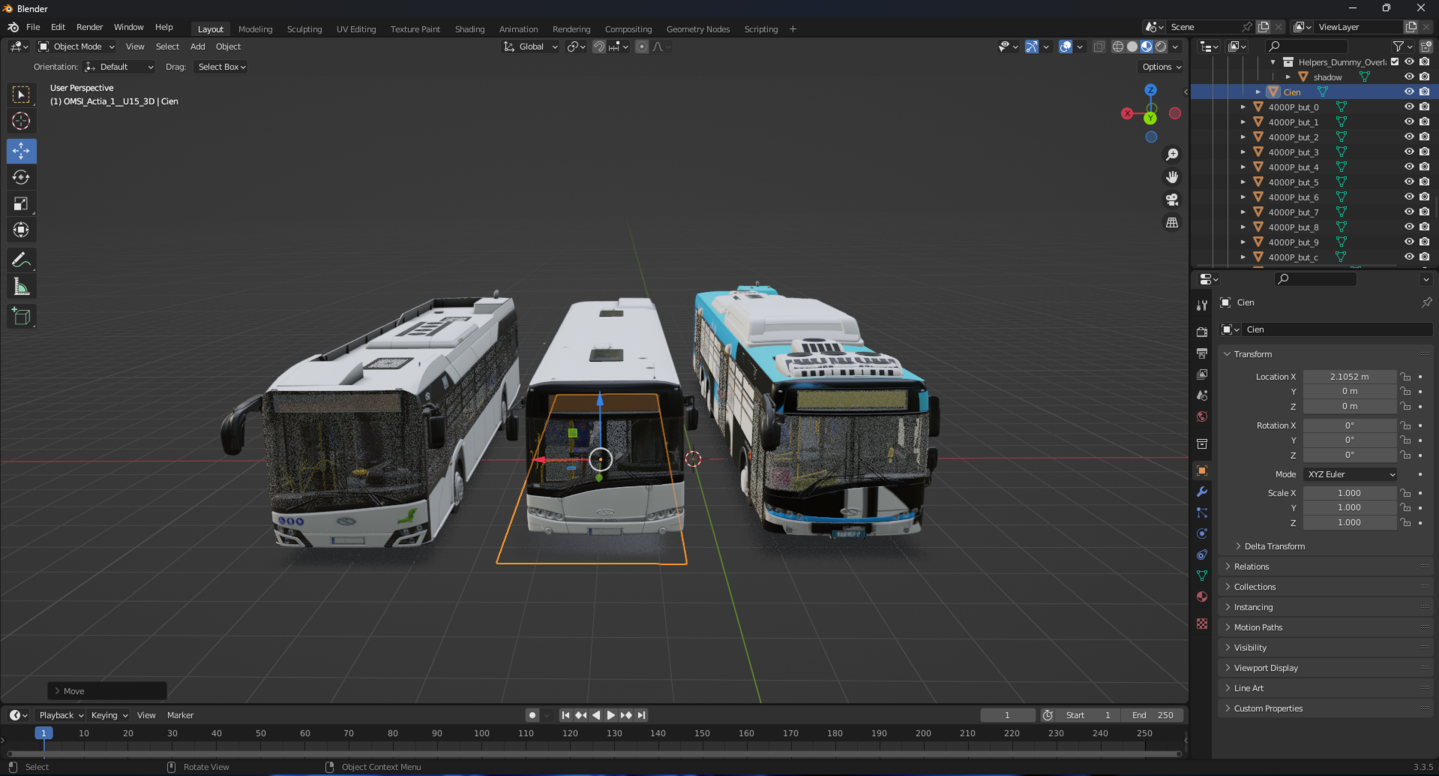 Blender
File Edit Render Window Help
Layout Modeling Sculpting UV Editing Texture Paint Shading Animation Rendering Compositing Geometry Nodes Scripting +
Scene
ViewLayer
Object Mode View Select Add Object
Global
Orientation: Default Drag: Select Box
Options
User Perspective
(1) OMSI_Actia_1__U15_3D | Cien
Z
X
Y
Helpers_Dummy_Overl
shadow
Cien
4000P_but_0
4000P_but_1
4000P_but_2
4000P_but_3
4000P_but_4
4000P_but_5
4000P_but_6
4000P_but_7
4000P_but_8
4000P_but_9
4000P_but_c
Cien
Cien
Transform
Location X 2.1052 m
Y 0 m
Z 0 m
Rotation X 0°
Y 0°
Z 0°
Mode XYZ Euler
Scale X 1.000
Y 1.000
Z 1.000
Delta Transform
Relations
Collections
Instancing
Motion Paths
Visibility
Viewport Display
Line Art
Custom Properties
Move
Playback Keying View Marker
1
Start 1
End 250
1 10 20 30 40 50 60 70 80 90 100 110 120 130 140 150 160 170 180 190 200 210 220 230 240 250
Select
Rotate View
Object Context Menu
3.3.5